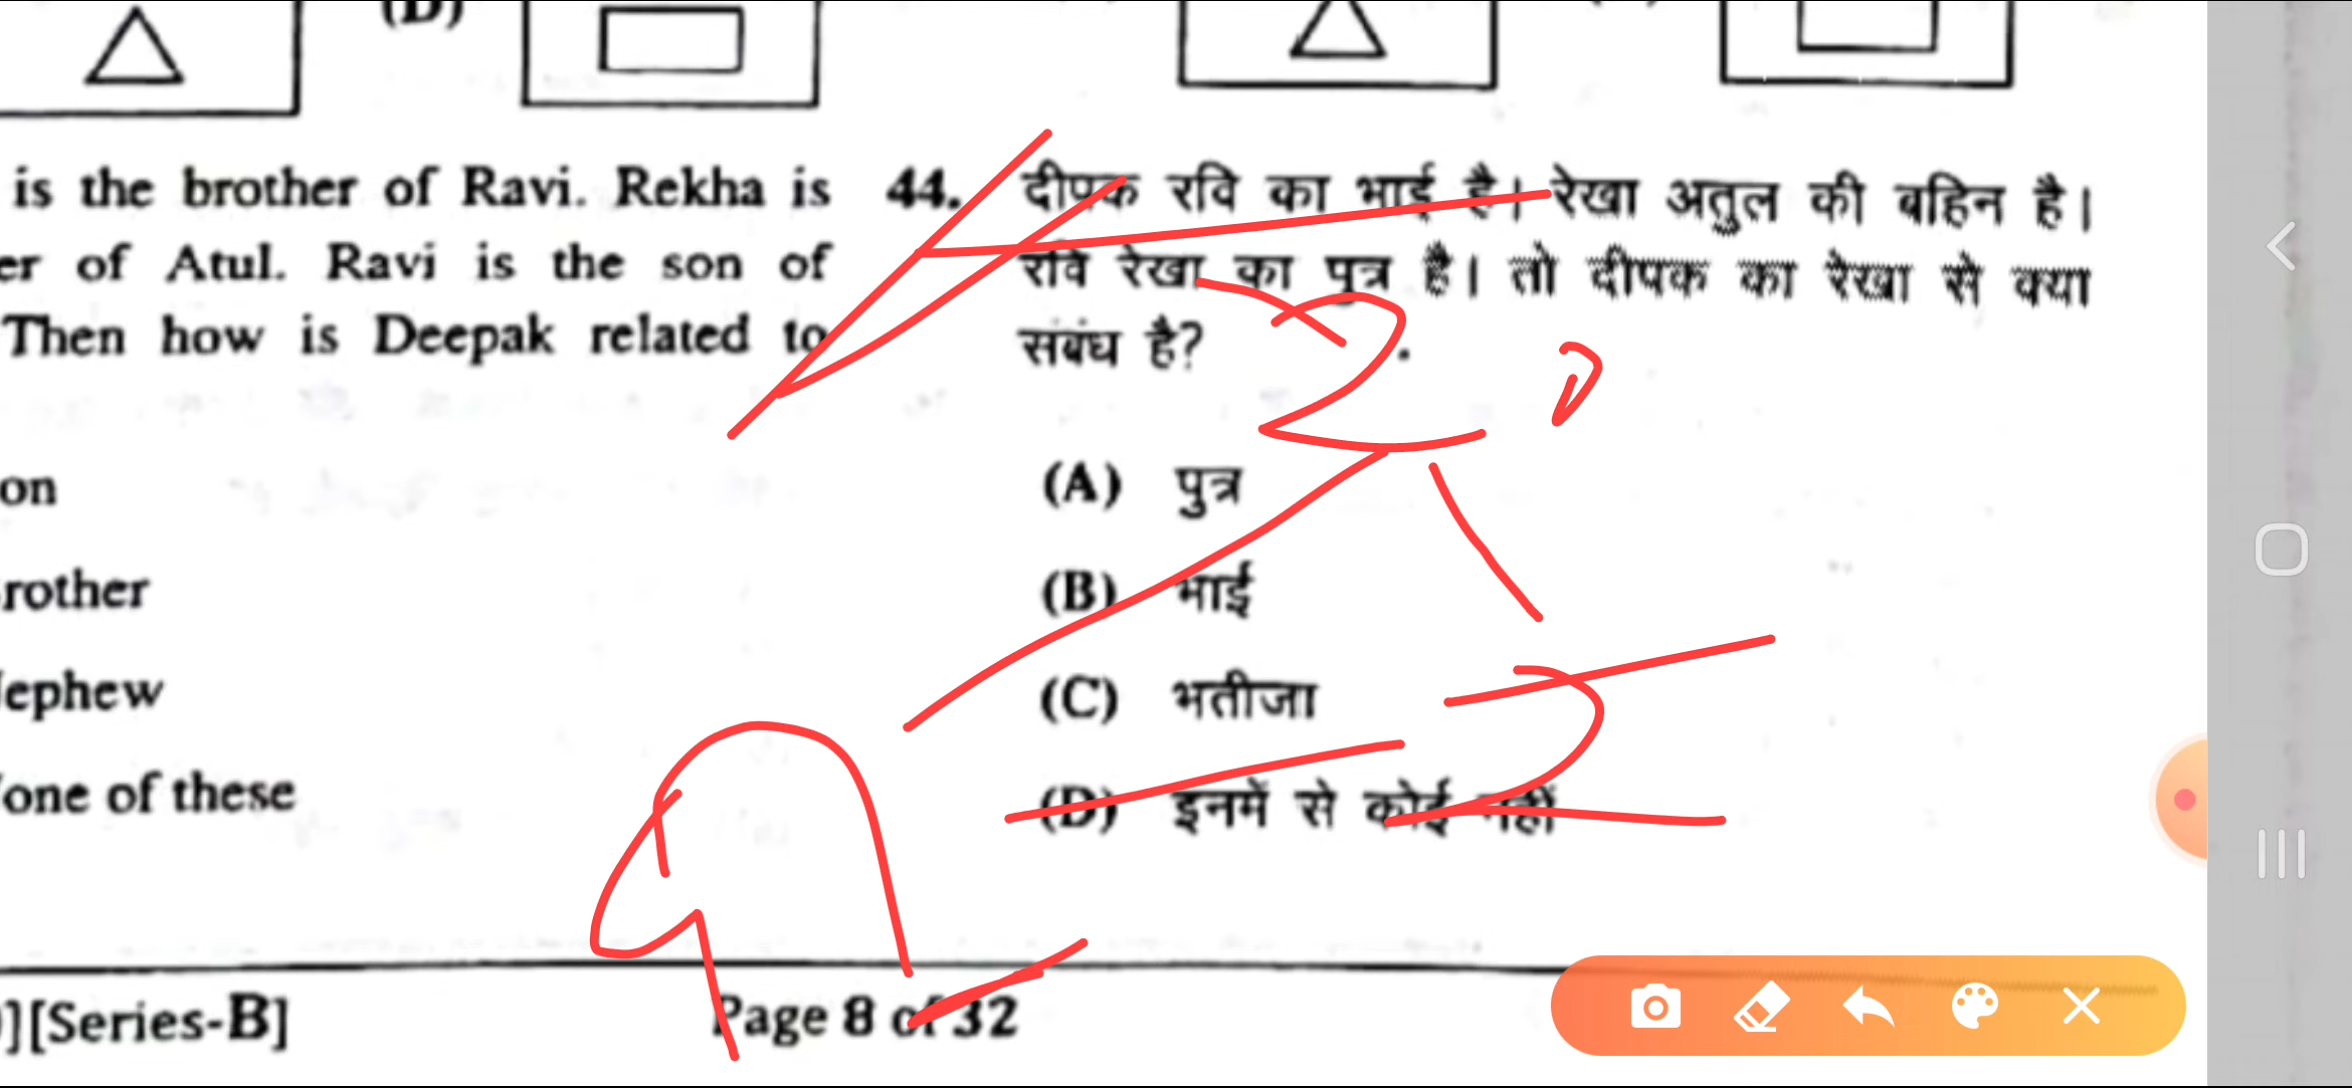 (D)
is the brother of Ravi. Rekha is
er of Atul. Ravi is the son of
Then how is Deepak related to
on
rother
ephew
one of these
44. दीपक रवि का भाई है। रेखा अतुल की बहिन है।
रवि रेखा का पुत्र है। तो दीपक का रेखा से क्या
संबंध है?
(A) पुत्र
(B) भाई
(C) भतीजा
(D) इनमें से कोई नहीं
][Series-B]
Page 8 of 32